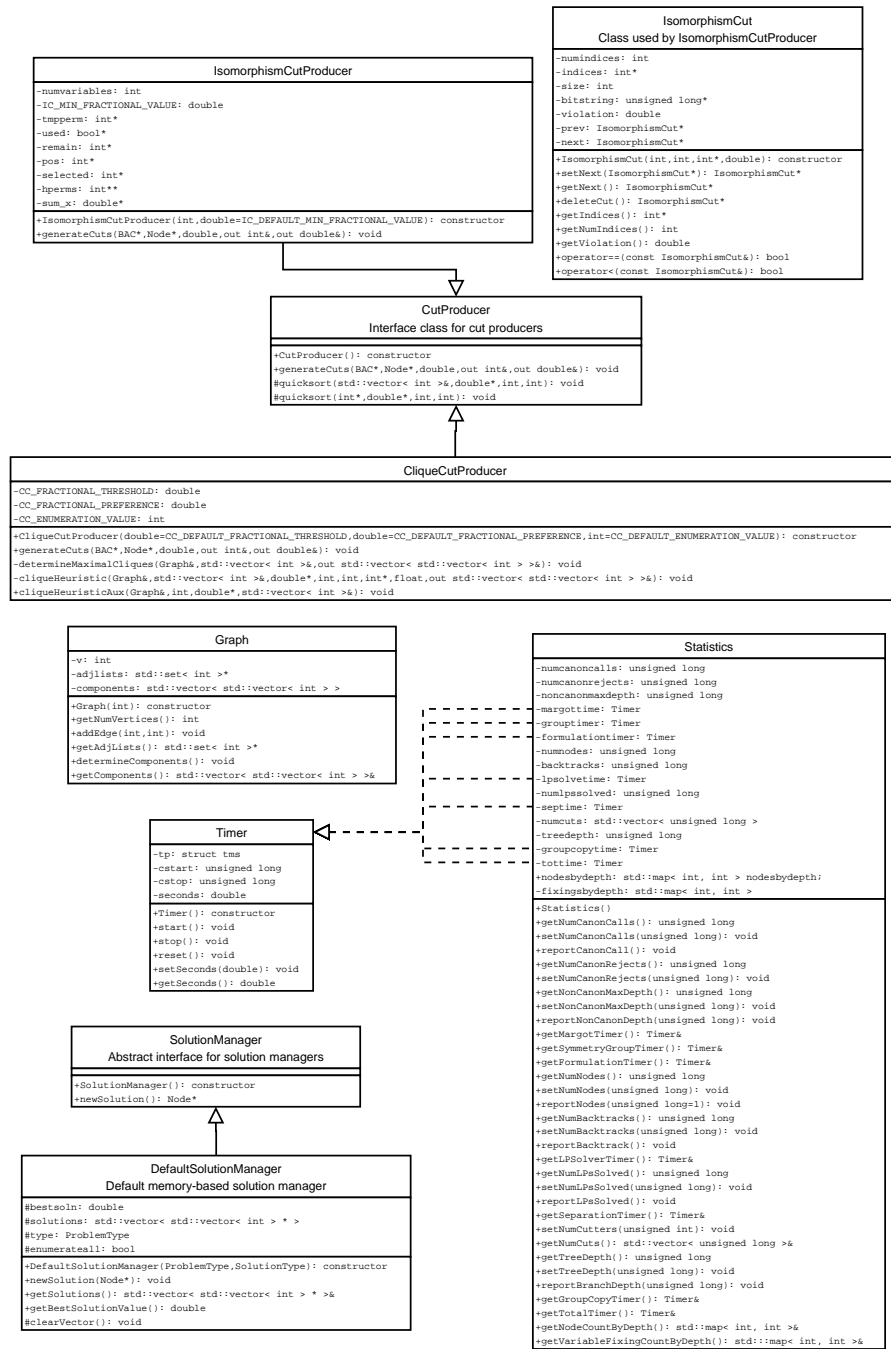 IsomorphismCutProducer
-numvariables: int
-IC_MIN_FRACTIONAL_VALUE: double
-tmpperm: int*
-used: bool*
-remain: int*
-pos: int*
-selected: int*
-hperms: int**
-sum_x: double*
+IsomorphismCutProducer(int,double=IC_DEFAULT_MIN_FRACTIONAL_VALUE): constructor
+generateCuts(BAC*,Node*,double,out int&,out double&): void
IsomorphismCut
Class used by IsomorphismCutProducer
-numindices: int
-indices: int*
-size: int
-bitstring: unsigned long*
-violation: double
-prev: IsomorphismCut*
-next: IsomorphismCut*
+IsomorphismCut(int,int,int*,double): constructor
+setNext(IsomorphismCut*): IsomorphismCut*
+getNext(): IsomorphismCut*
+deleteCut(): IsomorphismCut*
+getIndices(): int*
+getNumIndices(): int
+getViolation(): double
+operator==(const IsomorphismCut&): bool
+operator<(const IsomorphismCut&): bool
CutProducer
Interface class for cut producers
+CutProducer(): constructor
+generateCuts(BAC*,Node*,double,out int&,out double&): void
#quicksort(std::vector< int >&,double*,int,int): void
#quicksort(int*,double*,int,int): void
CliqueCutProducer
-CC_FRACTIONAL_THRESHOLD: double
-CC_FRACTIONAL_PREFERENCE: double
-CC_ENUMERATION_VALUE: int
+CliqueCutProducer(double=CC_DEFAULT_FRACTIONAL_THRESHOLD,double=CC_DEFAULT_FRACTIONAL_PREFERENCE,int=CC_DEFAULT_ENUMERATION_VALUE): constructor
+generateCuts(BAC*,Node*,double,out int&,out double&): void
-determineMaximalCliques(Graph&,std::vector< int >&,out std::vector< std::vector< int > >&): void
-cliqueHeuristic(Graph&,std::vector< int >&,double*,int,int,int*,float,out std::vector< std::vector< int > >&): void
+cliqueHeuristicAux(Graph&,int,double*,std::vector< int >&): void
Graph
-v: int
-adjlists: std::set< int >*
-components: std::vector< std::vector< int > >
+Graph(int): constructor
+getNumVertices(): int
+addEdge(int,int): void
+getAdjLists(): std::set< int >*
+determineComponents(): void
+getComponents(): std::vector< std::vector< int > >&
Timer
-tp: struct tms
-cstart: unsigned long
-cstop: unsigned long
-seconds: double
+Timer(): constructor
+start(): void
+stop(): void
+reset(): void
+setSeconds(double): void
+getSeconds(): double
SolutionManager
Abstract interface for solution managers
+SolutionManager(): constructor
+newSolution(): Node*
DefaultSolutionManager
Default memory-based solution manager
#bestsoln: double
#solutions: std::vector< std::vector< int > * >
#type: ProblemType
#enumerateall: bool
+DefaultSolutionManager(ProblemType,SolutionType): constructor
+newSolution(Node*): void
+getSolutions(): std::vector< std::vector< int > * >&
+getBestSolutionValue(): double
#clearVector(): void
Statistics
-numcanoncalls: unsigned long
-numcanonrejects: unsigned long
-noncanonmaxdepth: unsigned long
-margottime: Timer
-grouptimer: Timer
-formulationtimer: Timer
-numnodes: unsigned long
-backtracks: unsigned long
-lpsolvetime: Timer
-numlpssolved: unsigned long
-septime: Timer
-numcuts: std::vector< unsigned long >
-treedepth: unsigned long
-groupcopytime: Timer
-tottime: Timer
+nodesbydepth: std::map< int, int > nodesbydepth;
-fixingsbydepth: std::map< int, int >
+Statistics()
+getNumCanonCalls(): unsigned long
+setNumCanonCalls(unsigned long): void
+reportCanonCall(): void
+getNumCanonRejects(): unsigned long
+setNumCanonRejects(unsigned long): void
+getNonCanonMaxDepth(): unsigned long
+setNonCanonMaxDepth(unsigned long): void
+reportNonCanonDepth(unsigned long): void
+getMargotTimer(): Timer&
+getSymmetryGroupTimer(): Timer&
+getFormulationTimer(): Timer&
+getNumNodes(): unsigned long
+setNumNodes(unsigned long): void
+reportNodes(unsigned long=1): void
+getNumBacktracks(): unsigned long
+setNumBacktracks(unsigned long): void
+reportBacktrack(): void
+getLPSolverTimer(): Timer&
+getNumLPsSolved(): unsigned long
+setNumLPsSolved(unsigned long): void
+reportLPsSolved(): void
+getSeparationTimer(): Timer&
+setNumCutters(unsigned int): void
+getNumCuts(): std::vector< unsigned long >&
+getTreeDepth(): unsigned long
+setTreeDepth(unsigned long): void
+reportBranchDepth(unsigned long): void
+getGroupCopyTimer(): Timer&
+getTotalTimer(): Timer&
+getNodeCountByDepth(): std::map< int, int >&
+getVariableFixingCountByDepth(): std:::map< int, int >&